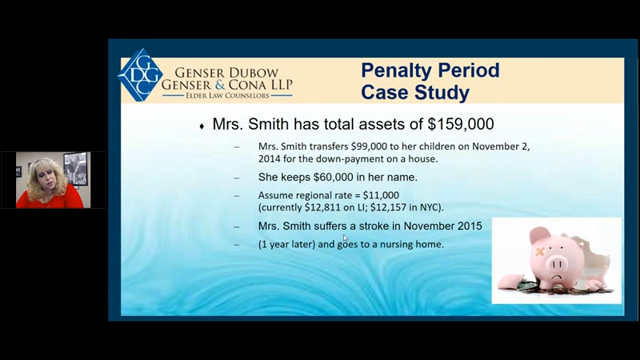 GENSER DUBOW
GENSER & CONA LLP
ELDER LAW COUNSELORS
GDGC
Penalty Period
Case Study
Mrs. Smith has total assets of $159,000
– Mrs. Smith transfers $99,000 to her children on November 2,
2014 for the down-payment on a house.
– She keeps $60,000 in her name.
– Assume regional rate = $11,000
(currently $12,811 on LI; $12,157 in NYC).
– Mrs. Smith suffers a stroke in November 2015
– (1 year later) and goes to a nursing home.